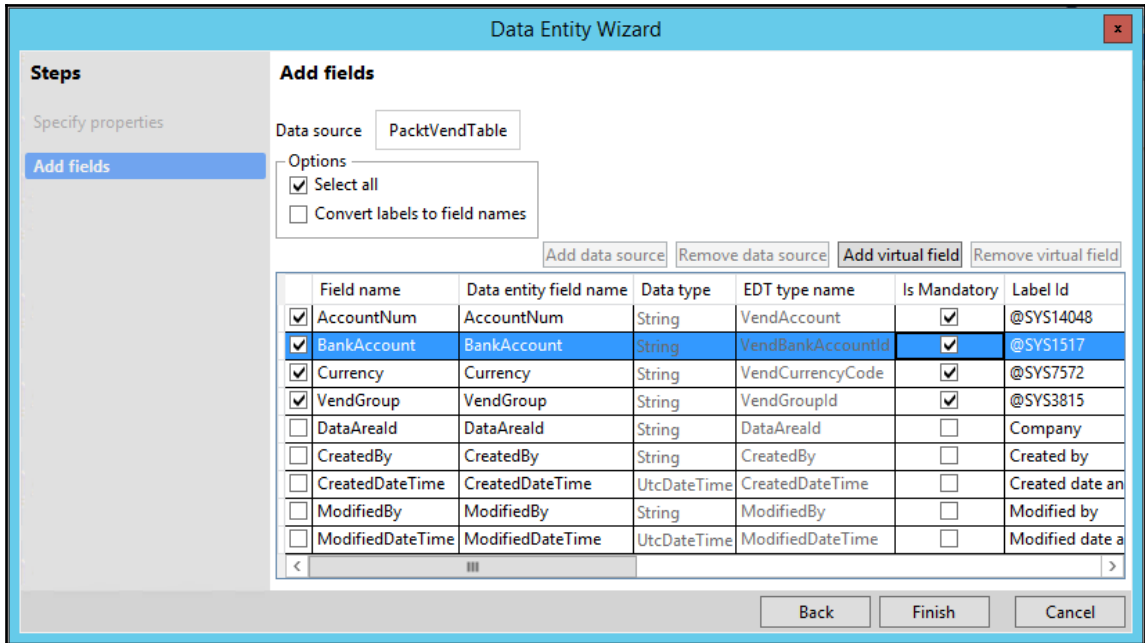 Data Entity Wizard
x
Steps
Specify properties
Add fields
Add fields
Data source PacktVendTable
Options
Select all
Convert labels to field names
Add data source Remove data source Add virtual field Remove virtual field
Field name Data entity field name Data type EDT type name Is Mandatory Label Id
AccountNum AccountNum String VendAccount @SYS14048
BankAccount BankAccount String VendBankAccountId @SYS1517
Currency Currency String VendCurrencyCode @SYS7572
VendGroup VendGroup String VendGroupId @SYS3815
DataAreaId DataAreaId String DataAreaId Company
CreatedBy CreatedBy String CreatedBy Created by
CreatedDateTime CreatedDateTime UtcDateTime CreatedDateTime Created date an
ModifiedBy ModifiedBy String ModifiedBy Modified by
ModifiedDateTime ModifiedDateTime UtcDateTime ModifiedDateTime Modified date a
Back Finish Cancel